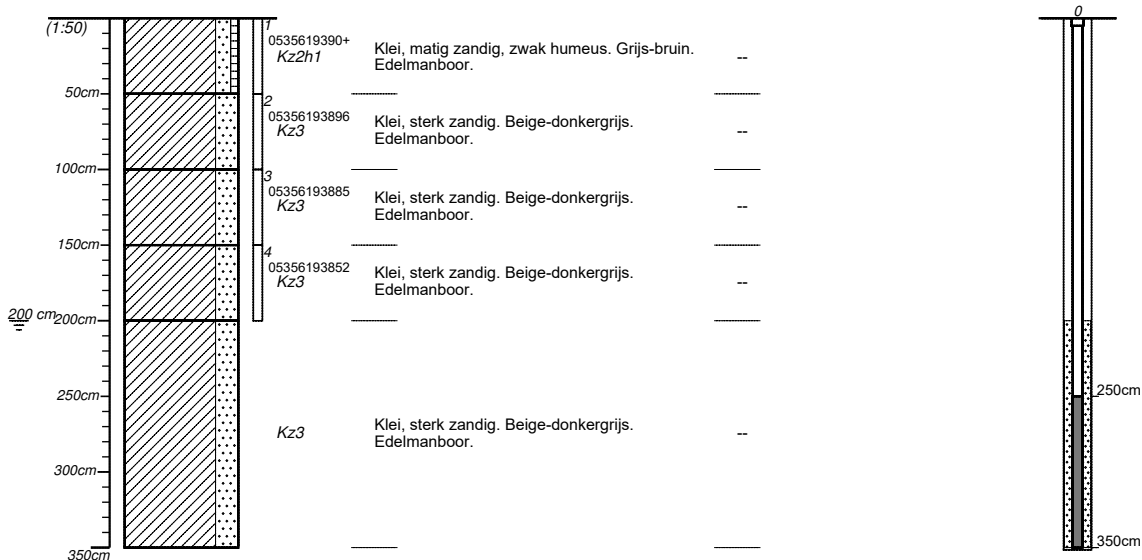 (1:50)
1
0535619390+
Kz2h1
Klei, matig zandig, zwak humeus. Grijs-bruin.
Edelmanboor.
--
0
50cm
2
05356193896
Kz3
Klei, sterk zandig. Beige-donkergrijs.
Edelmanboor.
--
100cm
3
05356193885
Kz3
Klei, sterk zandig. Beige-donkergrijs.
Edelmanboor.
--
150cm
4
05356193852
Kz3
Klei, sterk zandig. Beige-donkergrijs.
Edelmanboor.
--
200 cm
200cm
250cm
250cm
Kz3
Klei, sterk zandig. Beige-donkergrijs.
Edelmanboor.
--
300cm
350cm
350cm